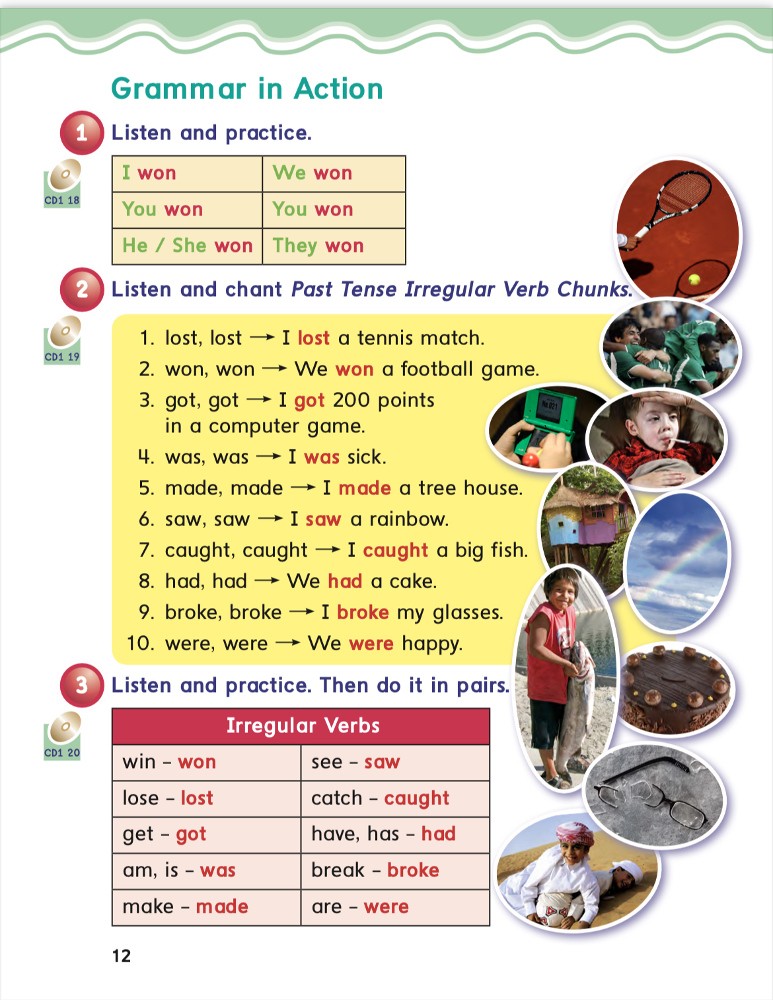 Grammar in Action
1 Listen and practice.
CD1 18
I won We won
You won You won
He / She won They won
2 Listen and chant Past Tense Irregular Verb Chunks.
CD1 19
1. lost, lost → I lost a tennis match.
2. won, won → We won a football game.
3. got, got → I got 200 points
in a computer game.
4. was, was → I was sick.
5. made, made → I made a tree house.
6. saw, saw → I saw a rainbow.
7. caught, caught → I caught a big fish.
8. had, had → We had a cake.
9. broke, broke → I broke my glasses.
10. were, were → We were happy.
3 Listen and practice. Then do it in pairs.
CD1 20
Irregular Verbs
win – won see – saw
lose – lost catch – caught
get – got have, has – had
am, is – was break – broke
make – made are – were
12